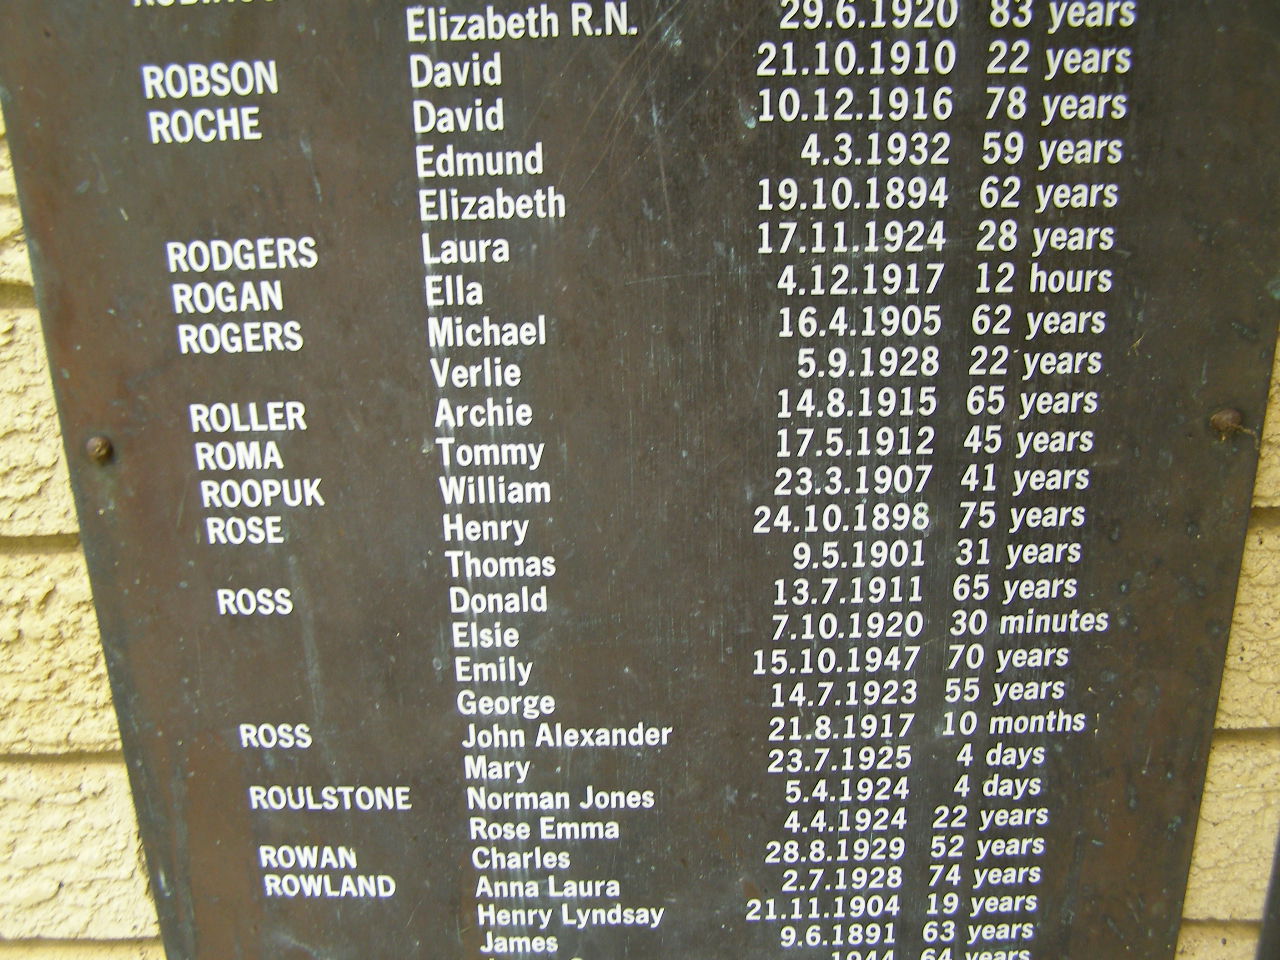 Elizabeth R.N. 29.6.1920 83 years
ROBSON David 21.10.1910 22 years
ROCHE David 10.12.1916 78 years
Edmund 4.3.1932 59 years
Elizabeth 19.10.1894 62 years
RODGERS Laura 17.11.1924 28 years
ROGAN Ella 4.12.1917 12 hours
ROGERS Michael 16.4.1905 62 years
Verlie 5.9.1928 22 years
ROLLER Archie 14.8.1915 65 years
ROMA Tommy 17.5.1912 45 years
ROOPUK William 23.3.1907 41 years
ROSE Henry 24.10.1898 75 years
Thomas 9.5.1901 31 years
ROSS Donald 13.7.1911 65 years
Elsie 7.10.1920 30 minutes
Emily 15.10.1947 70 years
George 14.7.1923 55 years
ROSS John Alexander 21.8.1917 10 months
Mary 23.7.1925 4 days
ROULSTONE Norman Jones 5.4.1924 4 days
Rose Emma 4.4.1924 22 years
ROWAN Charles 28.8.1929 52 years
ROWLAND Anna Laura 2.7.1928 74 years
Henry Lyndsay 21.11.1904 19 years
James 9.6.1891 63 years
1944 64 years